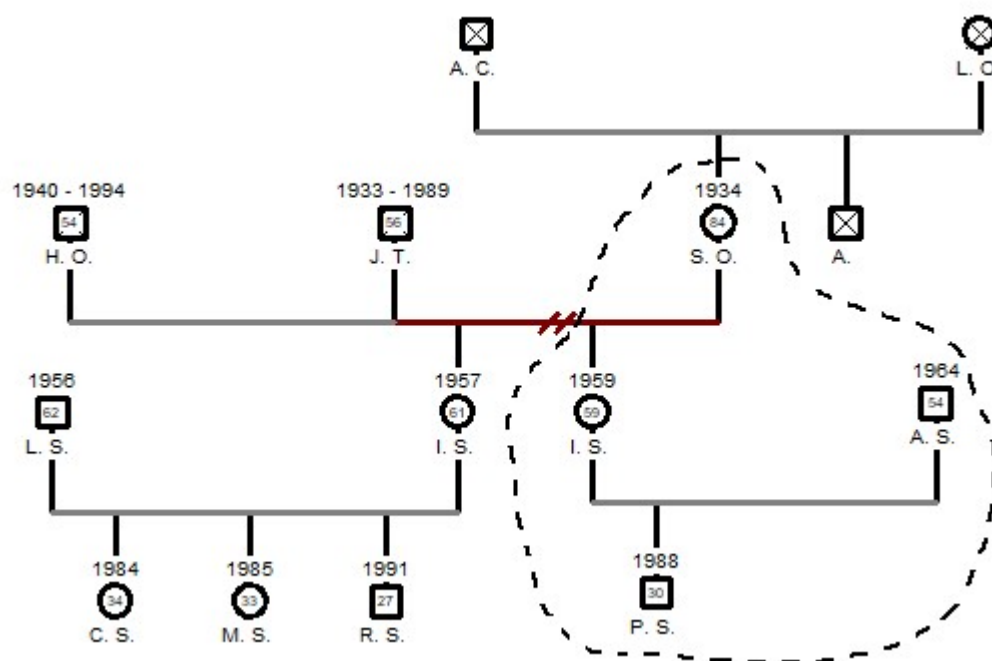 A. C.
L. C
1940 - 1994
1933 - 1989
1934
54
56
84
H. O.
J. T.
S. O.
A.
1956
1957
1959
1964
62
61
59
54
L. S.
I. S.
I. S.
A. S.
1984
1985
1991
1988
34
33
27
30
C. S.
M. S.
R. S.
P. S.